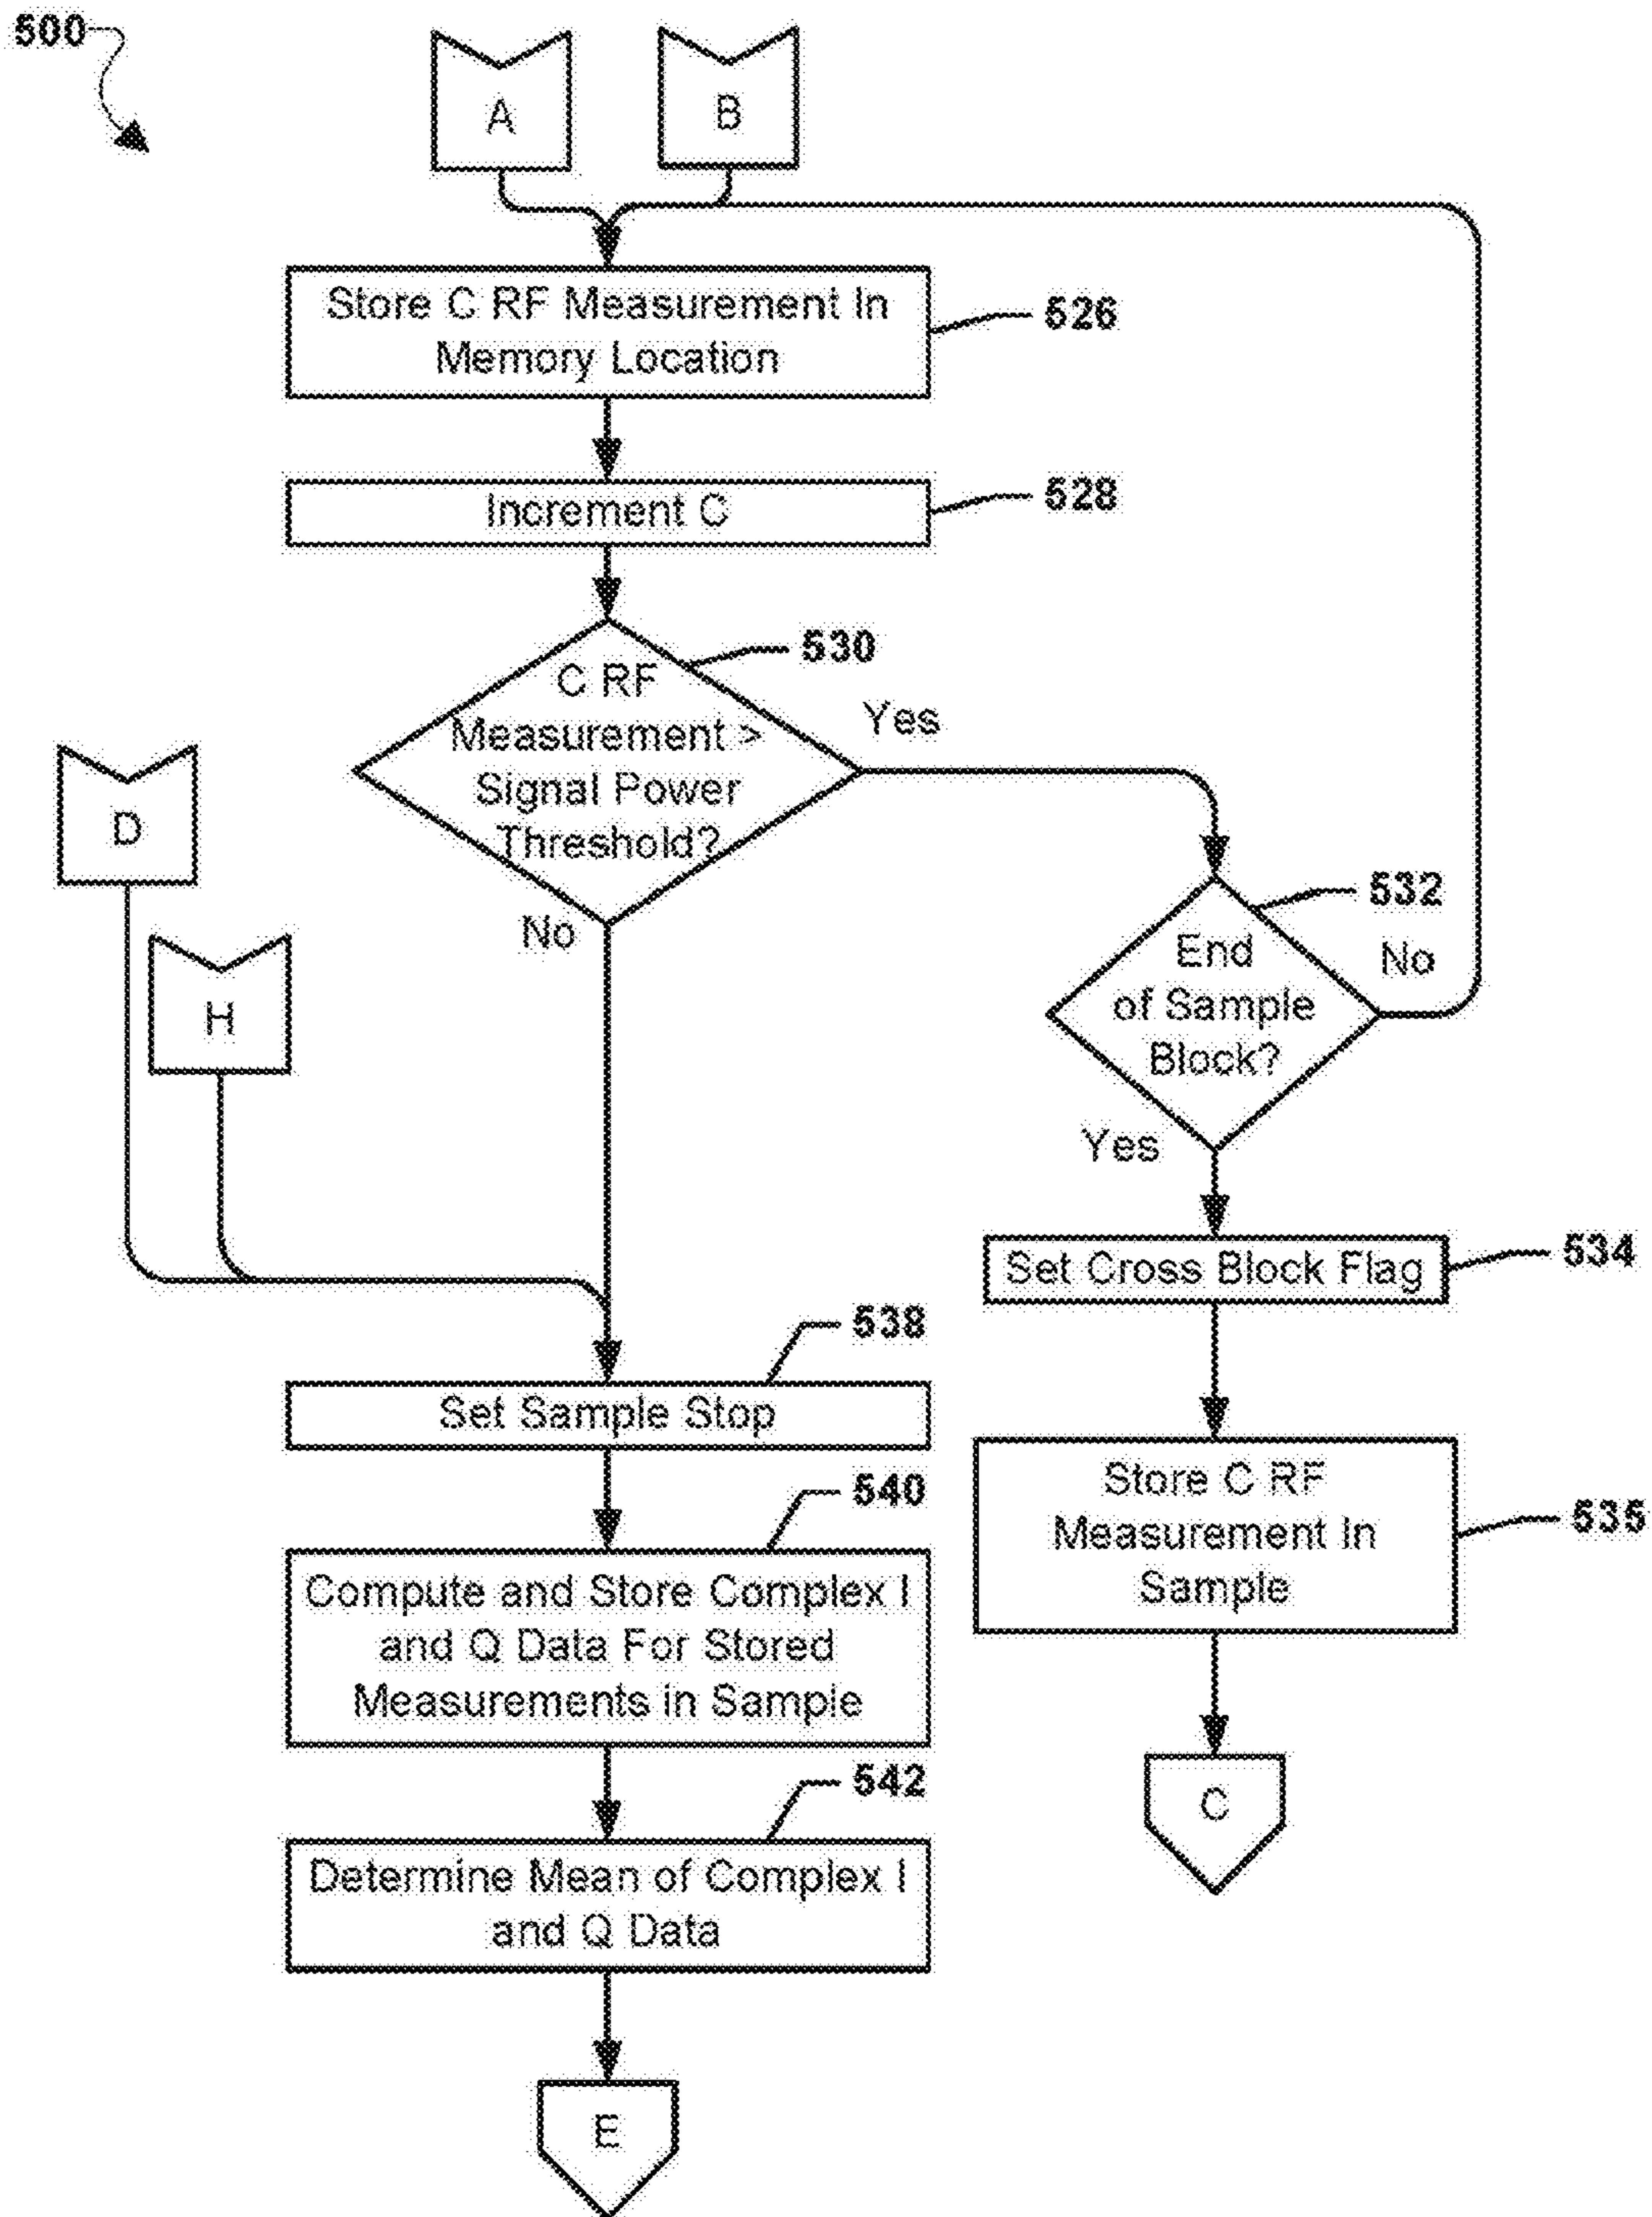 500
A
B
Store C RF Measurement In
Memory Location
526
Increment C
528
530
C RF
Measurement >
Signal Power
Threshold?
Yes
No
D
H
532
End
of Sample
Block?
No
Yes
Set Cross Block Flag
534
538
Set Sample Stop
Store C RF
Measurement In
Sample
535
540
Compute and Store Complex I
and Q Data For Stored
Measurements in Sample
C
542
Determine Mean of Complex I
and Q Data
E